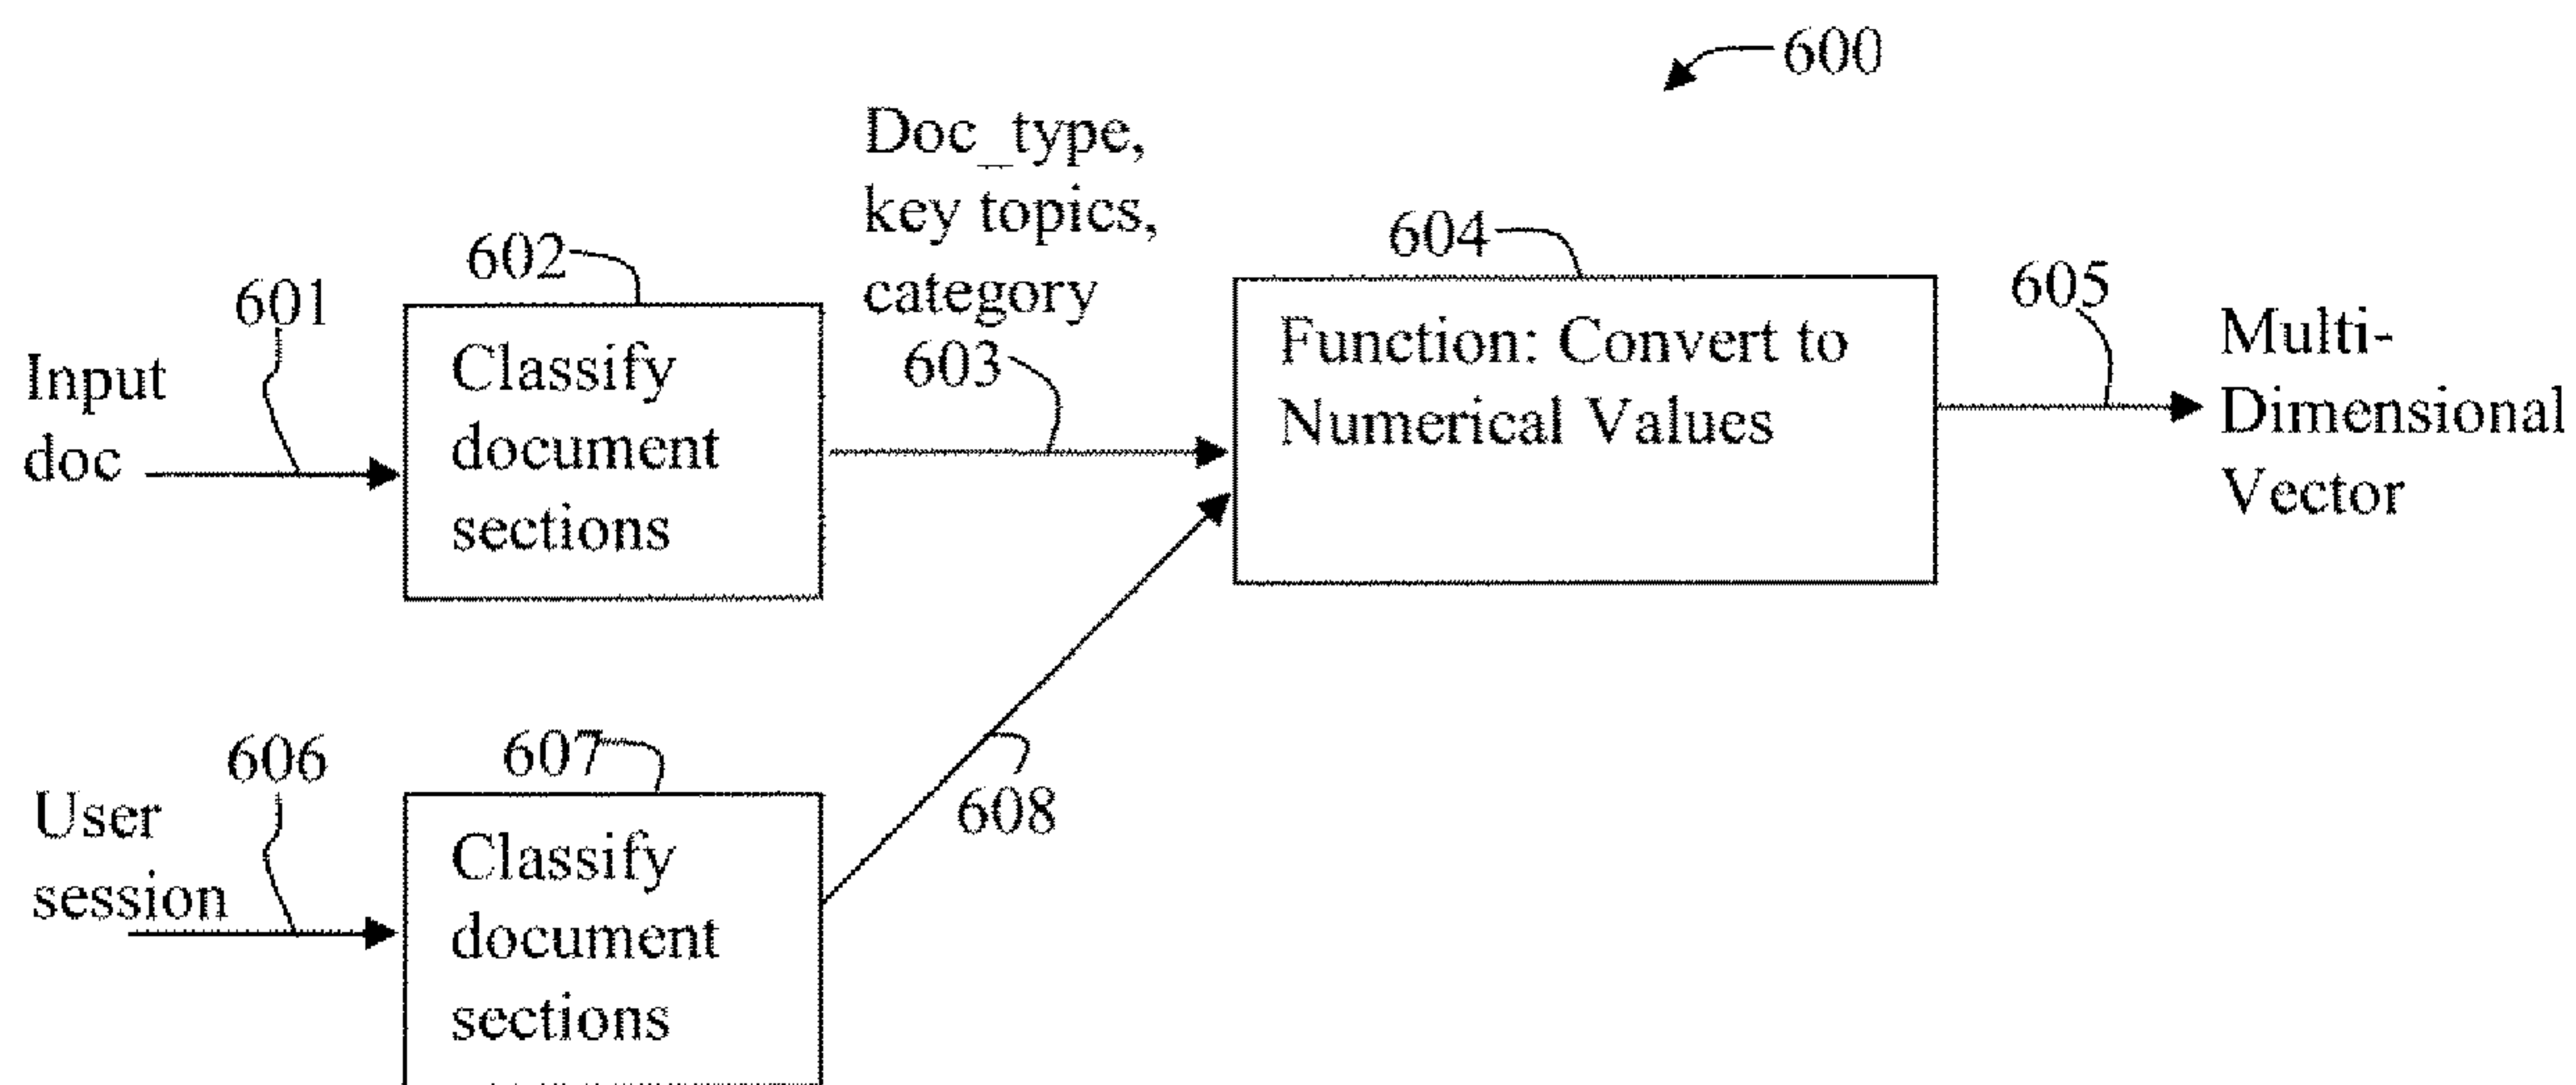 600
Doc_type,
key topics,
category
603
601
602
Input
doc
Classify
document
sections
604
Function: Convert to
Numerical Values
605
Multi-
Dimensional
Vector
606
607
User
session
Classify
document
sections
608